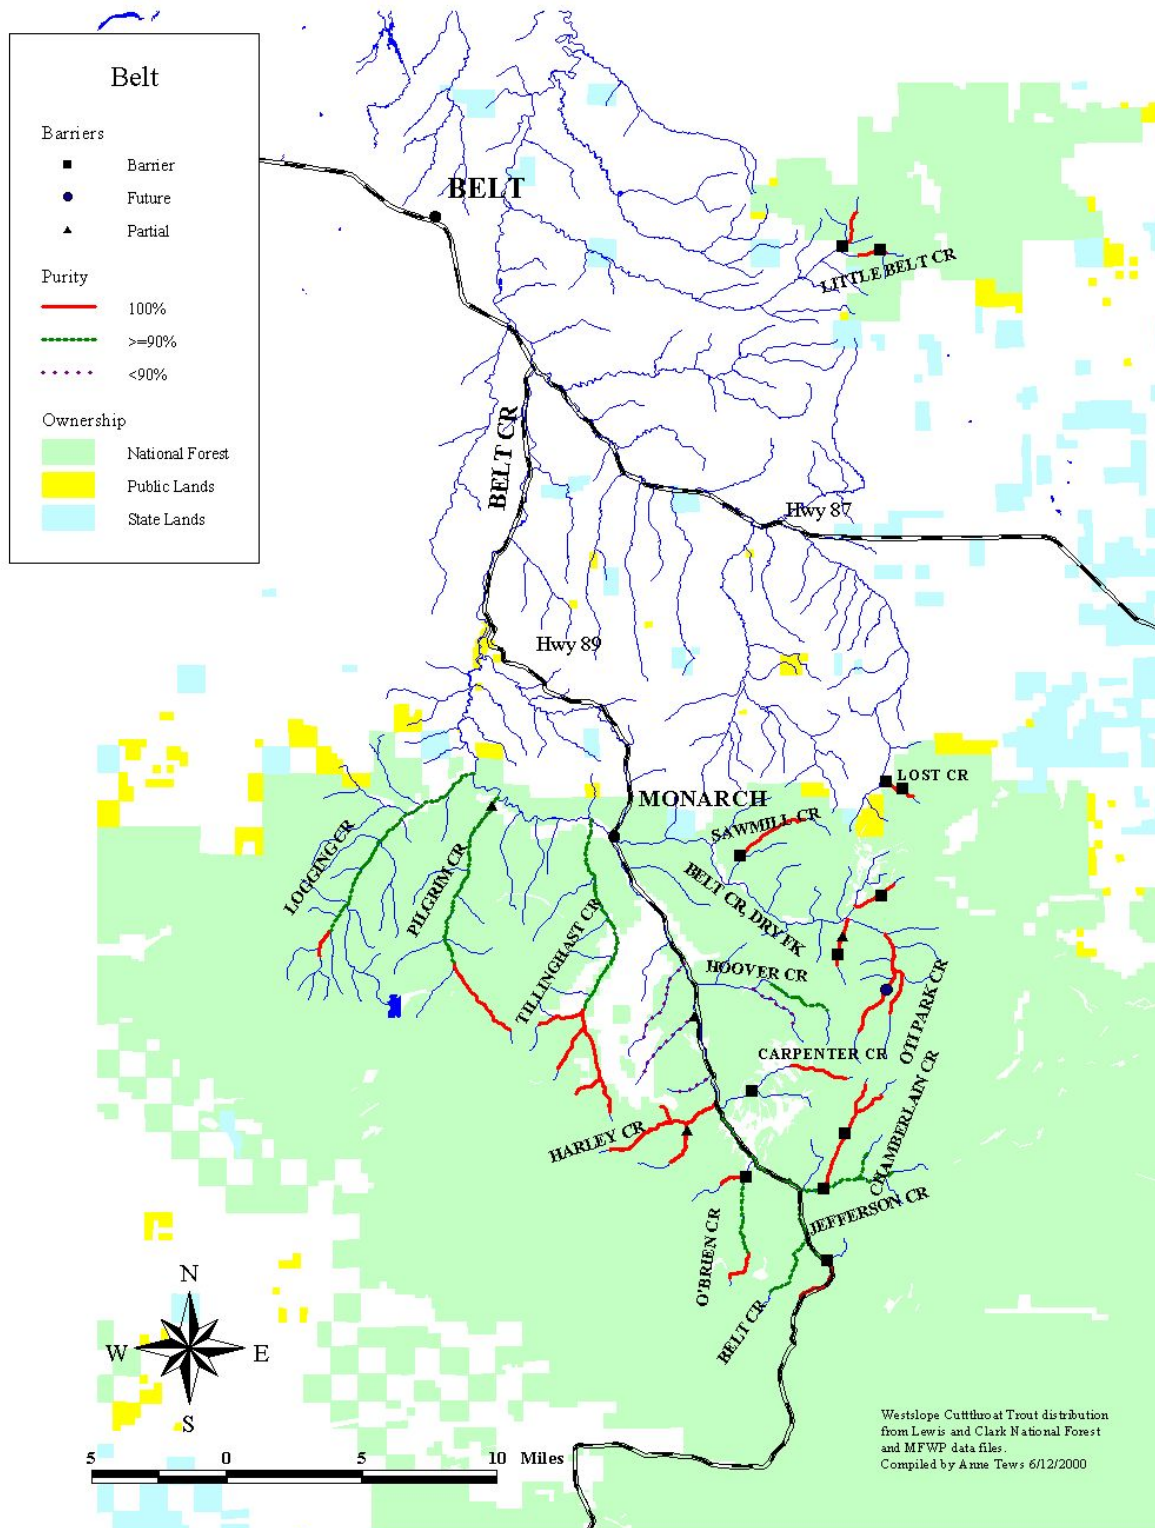 Belt
Barriers
Barrier
Future
Partial
Purity
100%
>=90%
<90%
Ownership
National Forest
Public Lands
State Lands
BELT
LITTLE BELT CR
BELT CR
Hwy 87
Hwy 89
LOST CR
MONARCH
SAWMILL CR
LOGGING CR
PILGRIM CR
BELT CR, DRY FK
TILLINGHAST CR
HOOVER CR
OTI PARK CR
CARPENTER CR
CHAMBERLAIN CR
HARLEY CR
JEFFERSON CR
O'BRIEN CR
BELT CR
N
W E
S
5 0 5 10 Miles
Westslope Cuttthroat Trout distribution
from Lewis and Clark National Forest
and MFWP data files.
Compiled by Anne Tews 6/12/2000